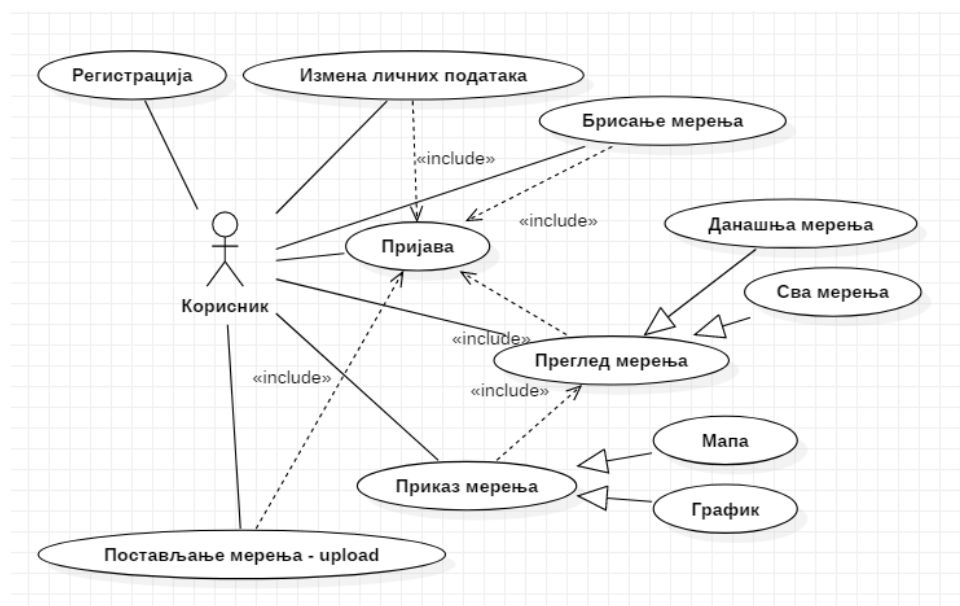 Регистрација
Измена личних података
Брисање мерења
«include»
«include»
Данашња мерења
Пријава
Сва мерења
Корисник
«include»
Преглед мерења
«include»
«include»
Мапа
Приказ мерења
График
Постављање мерења - upload